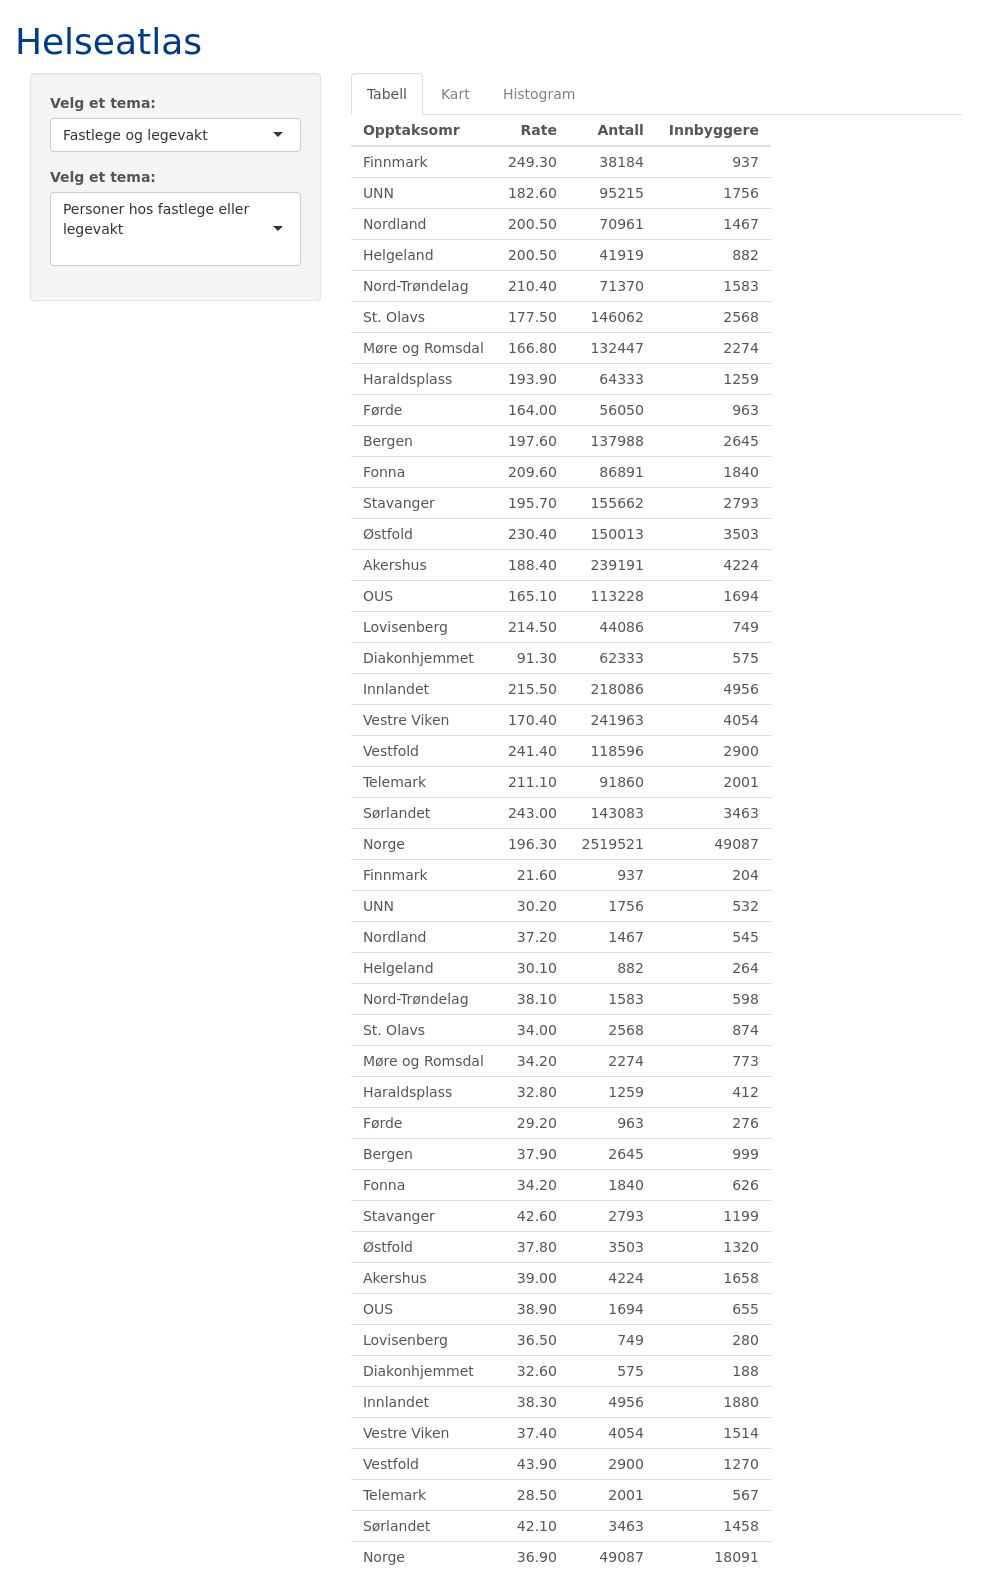 Helseatlas
Velg et tema:
Fastlege og legevakt
Velg et tema:
Personer hos fastlege eller
legevakt
Tabell Kart Histogram
Opptaksomr Rate Antall Innbyggere
Finnmark 249.30 38184 937
UNN 182.60 95215 1756
Nordland 200.50 70961 1467
Helgeland 200.50 41919 882
Nord-Trøndelag 210.40 71370 1583
St. Olavs 177.50 146062 2568
Møre og Romsdal 166.80 132447 2274
Haraldsplass 193.90 64333 1259
Førde 164.00 56050 963
Bergen 197.60 137988 2645
Fonna 209.60 86891 1840
Stavanger 195.70 155662 2793
Østfold 230.40 150013 3503
Akershus 188.40 239191 4224
OUS 165.10 113228 1694
Lovisenberg 214.50 44086 749
Diakonhjemmet 91.30 62333 575
Innlandet 215.50 218086 4956
Vestre Viken 170.40 241963 4054
Vestfold 241.40 118596 2900
Telemark 211.10 91860 2001
Sørlandet 243.00 143083 3463
Norge 196.30 2519521 49087
Finnmark 21.60 937 204
UNN 30.20 1756 532
Nordland 37.20 1467 545
Helgeland 30.10 882 264
Nord-Trøndelag 38.10 1583 598
St. Olavs 34.00 2568 874
Møre og Romsdal 34.20 2274 773
Haraldsplass 32.80 1259 412
Førde 29.20 963 276
Bergen 37.90 2645 999
Fonna 34.20 1840 626
Stavanger 42.60 2793 1199
Østfold 37.80 3503 1320
Akershus 39.00 4224 1658
OUS 38.90 1694 655
Lovisenberg 36.50 749 280
Diakonhjemmet 32.60 575 188
Innlandet 38.30 4956 1880
Vestre Viken 37.40 4054 1514
Vestfold 43.90 2900 1270
Telemark 28.50 2001 567
Sørlandet 42.10 3463 1458
Norge 36.90 49087 18091